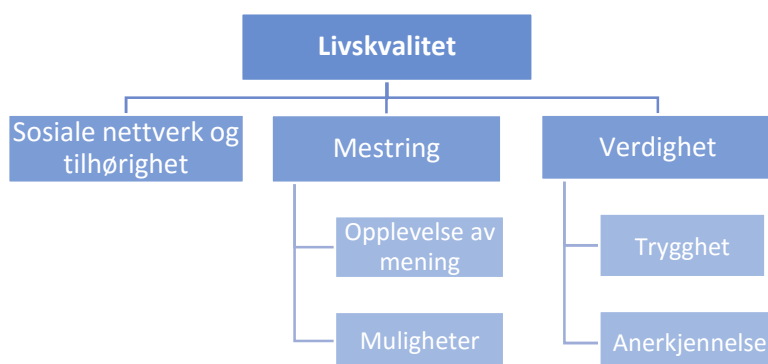 Livskvalitet
Sosiale nettverk og
tilhørighet
Mestring
Verdighet
Opplevelse av
mening
Trygghet
Muligheter
Anerkjennelse